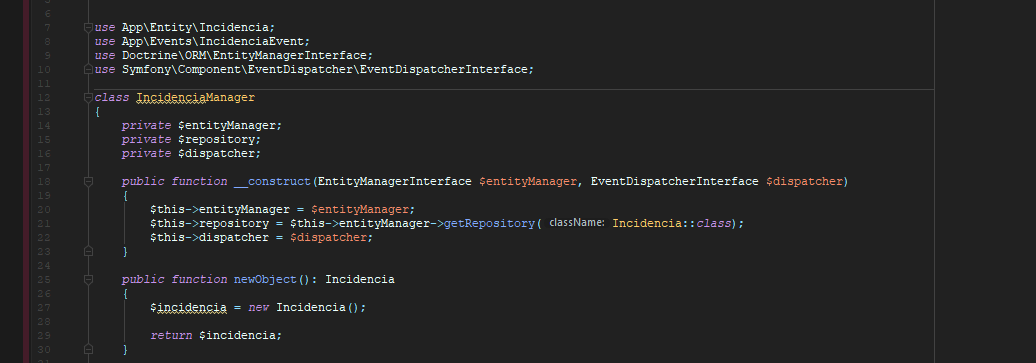 6
7 use App\Entity\Incidencia;
8 use App\Events\IncidenciaEvent;
9 use Doctrine\ORM\EntityManagerInterface;
10 use Symfony\Component\EventDispatcher\EventDispatcherInterface;
11
12 class IncidenciaManager
13 {
14 private $entityManager;
15 private $repository;
16 private $dispatcher;
17
18 public function __construct(EntityManagerInterface $entityManager, EventDispatcherInterface $dispatcher)
19 {
20 $this->entityManager = $entityManager;
21 $this->repository = $this->entityManager->getRepository( className: Incidencia::class);
22 $this->dispatcher = $dispatcher;
23 }
24
25 public function newObject(): Incidencia
26 {
27 $incidencia = new Incidencia();
28
29 return $incidencia;
30 }